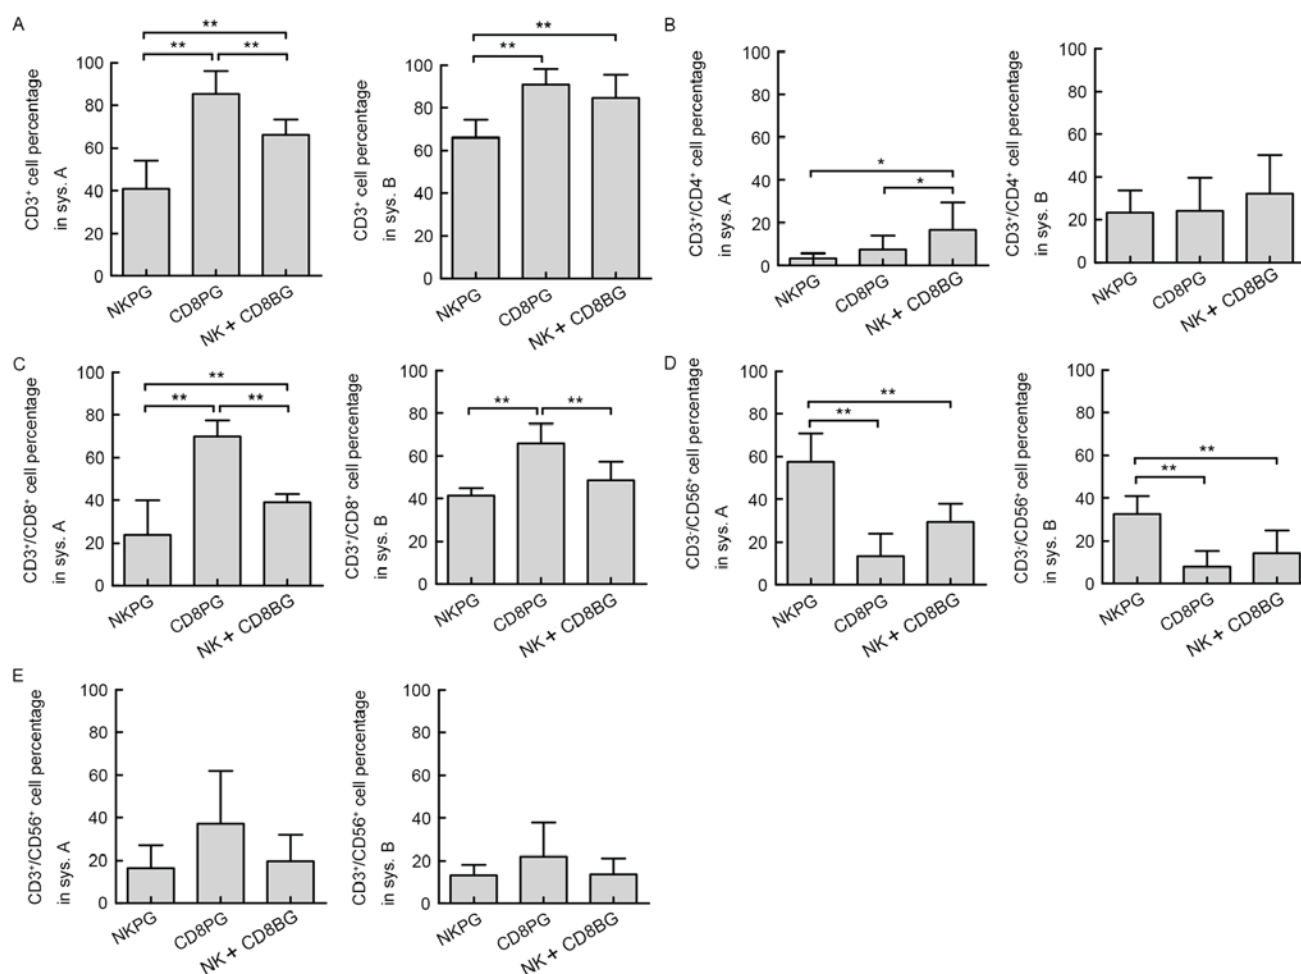 A
**
**
**
CD3⁺ cell percentage
in sys. A
100
80
60
40
20
0
NKPG
CD8PG
NK + CD8BG
**
**
CD3⁺ cell percentage
in sys. B
100
80
60
40
20
0
NKPG
CD8PG
NK + CD8BG
B
*
*
CD3⁺/CD4⁺ cell percentage
in sys. A
100
80
60
40
20
0
NKPG
CD8PG
NK + CD8BG
CD3⁺/CD4⁺ cell percentage
in sys. B
100
80
60
40
20
0
NKPG
CD8PG
NK + CD8BG
C
**
**
**
CD3⁺/CD8⁺ cell percentage
in sys. A
100
80
60
40
20
0
NKPG
CD8PG
NK + CD8BG
**
**
CD3⁺/CD8⁺ cell percentage
in sys. B
100
80
60
40
20
0
NKPG
CD8PG
NK + CD8BG
D
**
**
CD3⁻/CD56⁺ cell percentage
in sys. A
100
80
60
40
20
0
NKPG
CD8PG
NK + CD8BG
**
**
CD3⁻/CD56⁺ cell percentage
in sys. B
100
80
60
40
20
0
NKPG
CD8PG
NK + CD8BG
E
CD3⁺/CD56⁺ cell percentage
in sys. A
100
80
60
40
20
0
NKPG
CD8PG
NK + CD8BG
CD3⁺/CD56⁺ cell percentage
in sys. B
100
80
60
40
20
0
NKPG
CD8PG
NK + CD8BG